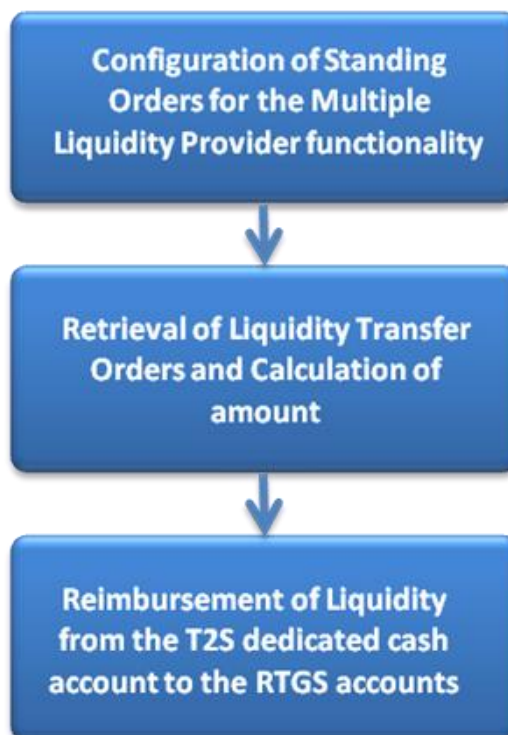 Configuration of Standing
Orders for the Multiple
Liquidity Provider functionality
Retrieval of Liquidity Transfer
Orders and Calculation of
amount
Reimbursement of Liquidity
from the T2S dedicated cash
account to the RTGS accounts